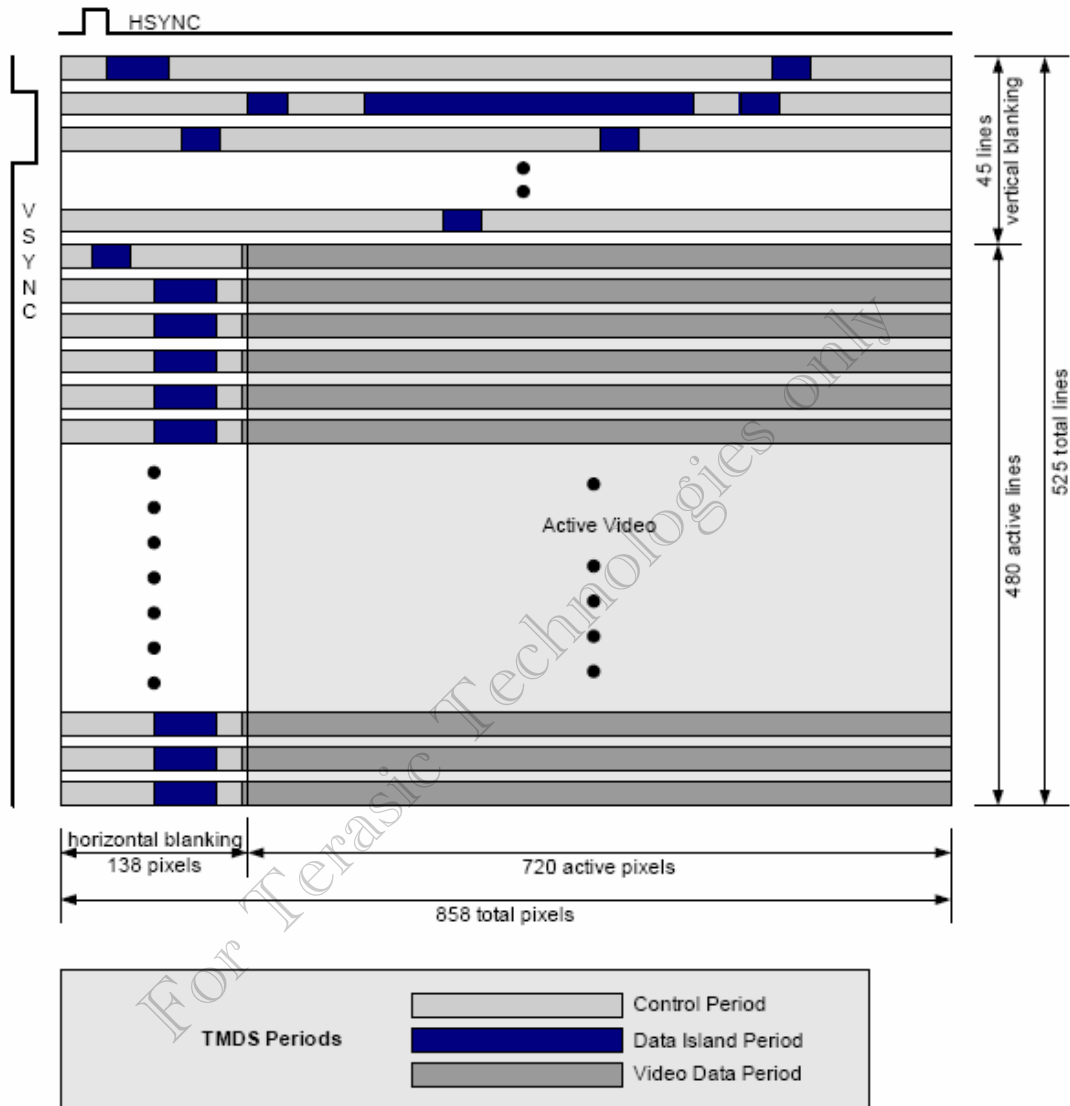 HSYNC
VSYNC
45 lines
vertical blanking
480 active lines
525 total lines
Active Video
horizontal blanking
138 pixels
720 active pixels
858 total pixels
TMDS Periods
Control Period
Data Island Period
Video Data Period
For Terasic Technologies only